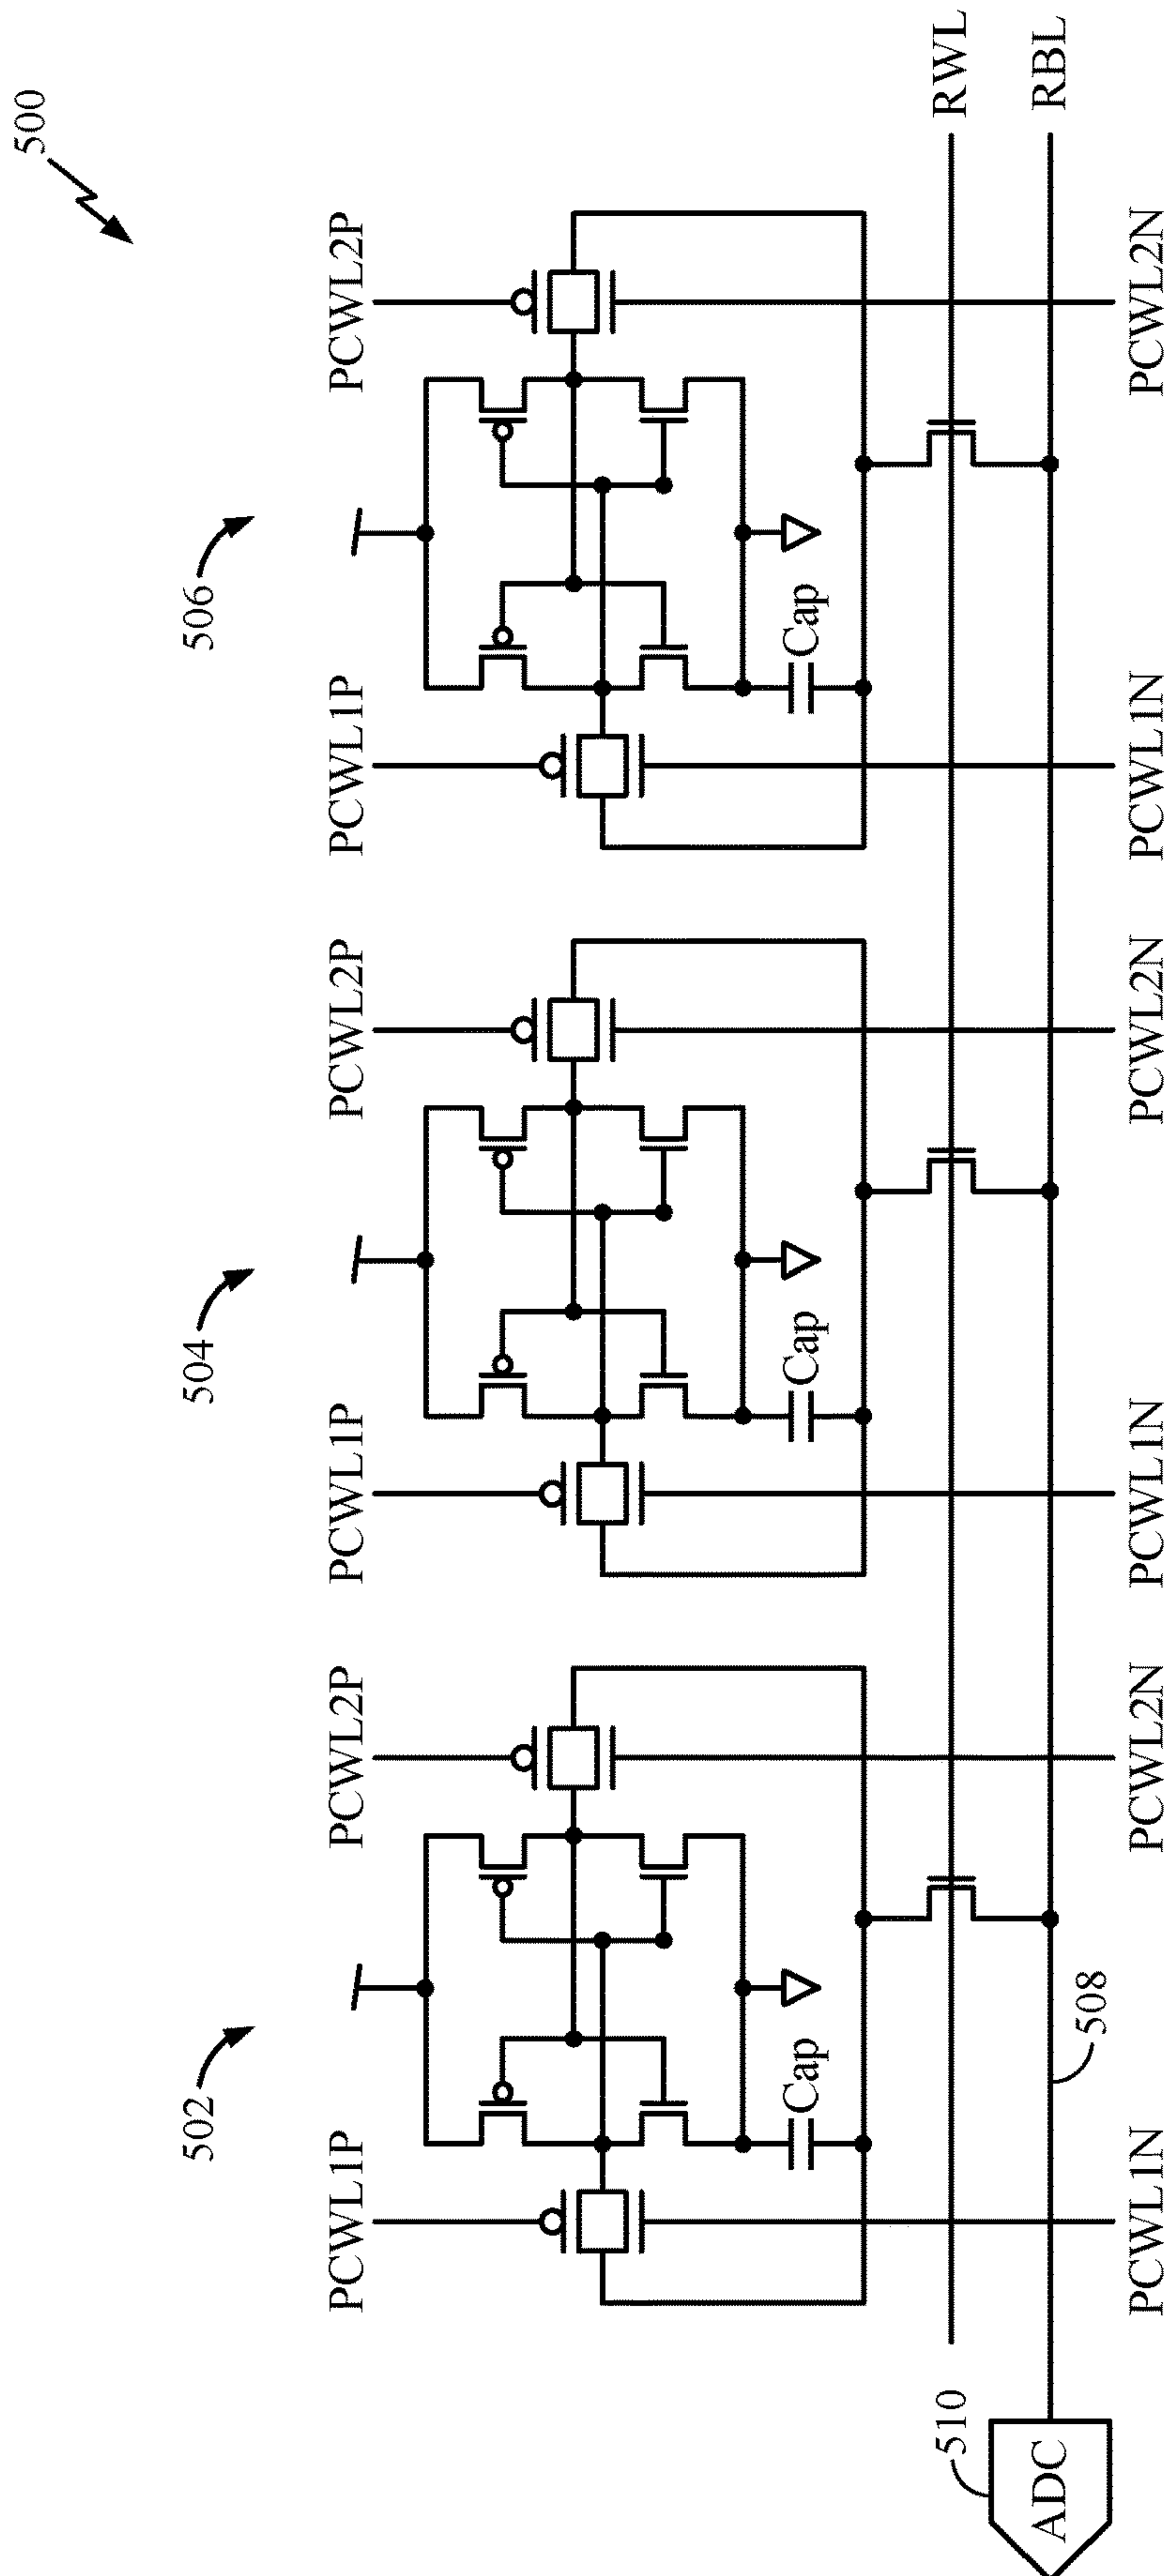 500
502
504
506
PCWL1P
PCWL2P
PCWL1P
PCWL2P
PCWL1P
PCWL2P
Cap
Cap
Cap
RWL
510
508
ADC
RBL
PCWL1N
PCWL2N
PCWL1N
PCWL2N
PCWL1N
PCWL2N